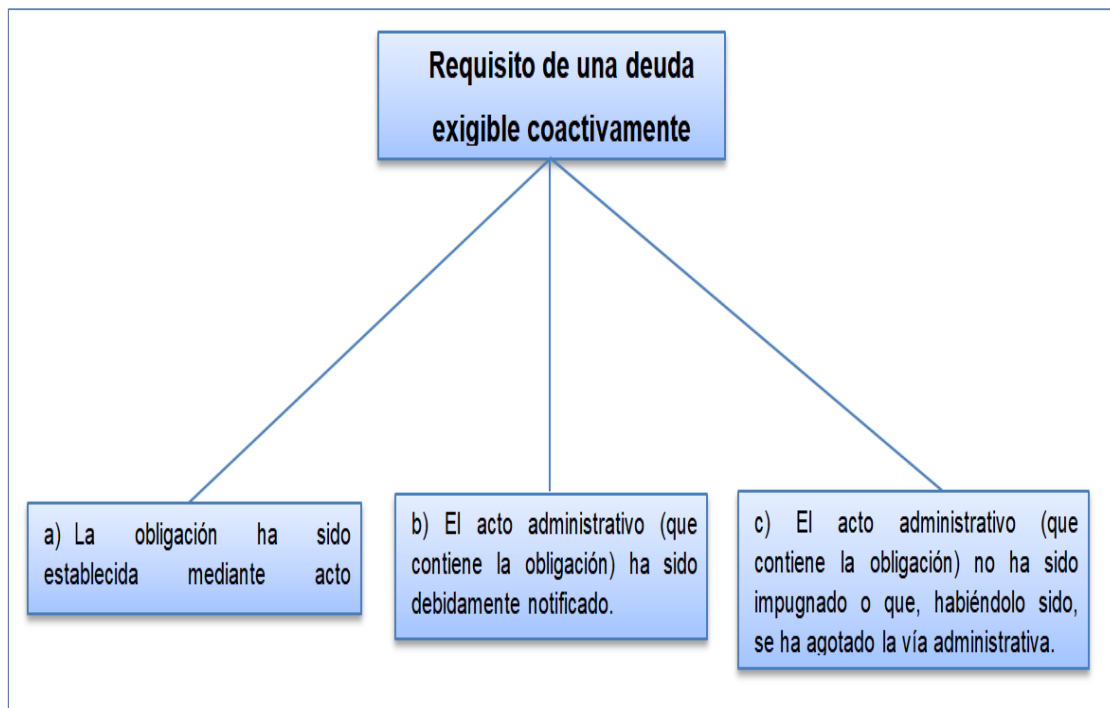 Requisito de una deuda
exigible coactivamente
a) La obligación ha sido
establecida mediante acto
b) El acto administrativo (que
contiene la obligación) ha sido
debidamente notificado.
c) El acto administrativo (que
contiene la obligación) no ha sido
impugnado o que, habiéndolo sido,
se ha agotado la vía administrativa.